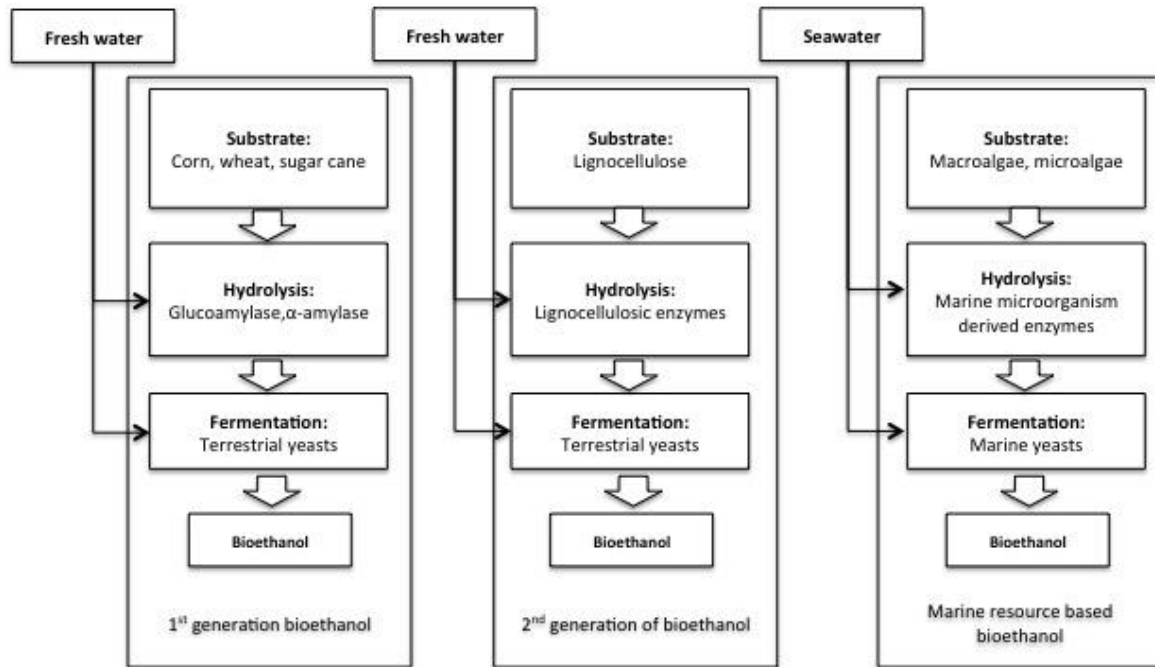 Fresh water
Substrate:
Corn, wheat, sugar cane
Hydrolysis:
Glucoamylase,α-amylase
Fermentation:
Terrestrial yeasts
Bioethanol
1st generation bioethanol
Fresh water
Substrate:
Lignocellulose
Hydrolysis:
Lignocellulosic enzymes
Fermentation:
Terrestrial yeasts
Bioethanol
2nd generation of bioethanol
Seawater
Substrate:
Macroalgae, microalgae
Hydrolysis:
Marine microorganism
derived enzymes
Fermentation:
Marine yeasts
Bioethanol
Marine resource based
bioethanol